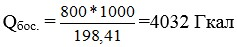 Qбос. = 800*1000/198,41 =4032 Гкал